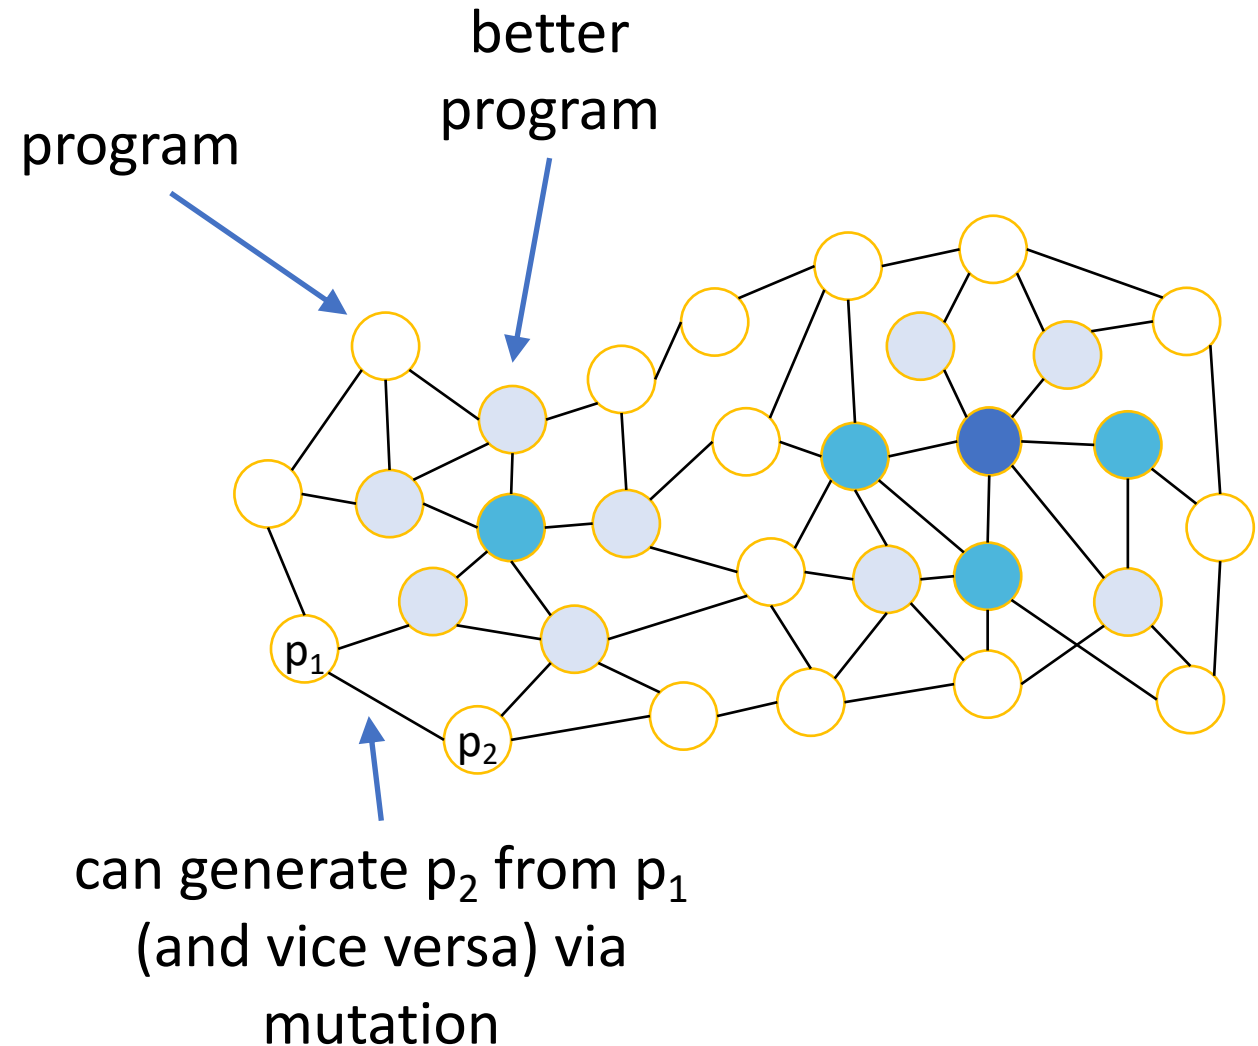 better
program
program
p₁
p₂
can generate p₂ from p₁
(and vice versa) via
mutation